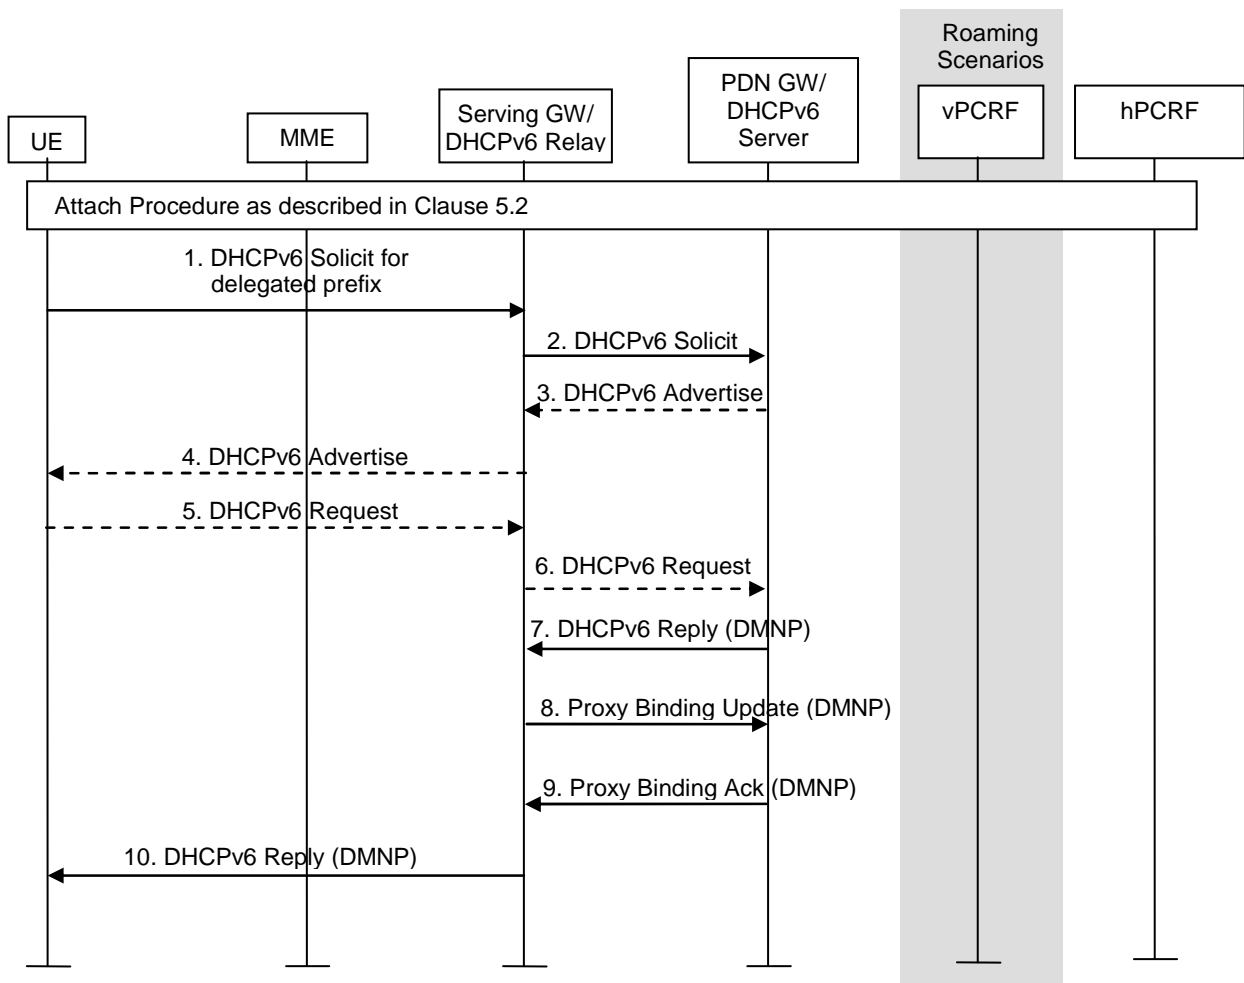 Roaming
Scenarios
UE
MME
Serving GW/
DHCPv6 Relay
PDN GW/
DHCPv6
Server
vPCRF
hPCRF
Attach Procedure as described in Clause 5.2
1. DHCPv6 Solicit for
delegated prefix
2. DHCPv6 Solicit
3. DHCPv6 Advertise
4. DHCPv6 Advertise
5. DHCPv6 Request
6. DHCPv6 Request
7. DHCPv6 Reply (DMNP)
8. Proxy Binding Update (DMNP)
9. Proxy Binding Ack (DMNP)
10. DHCPv6 Reply (DMNP)